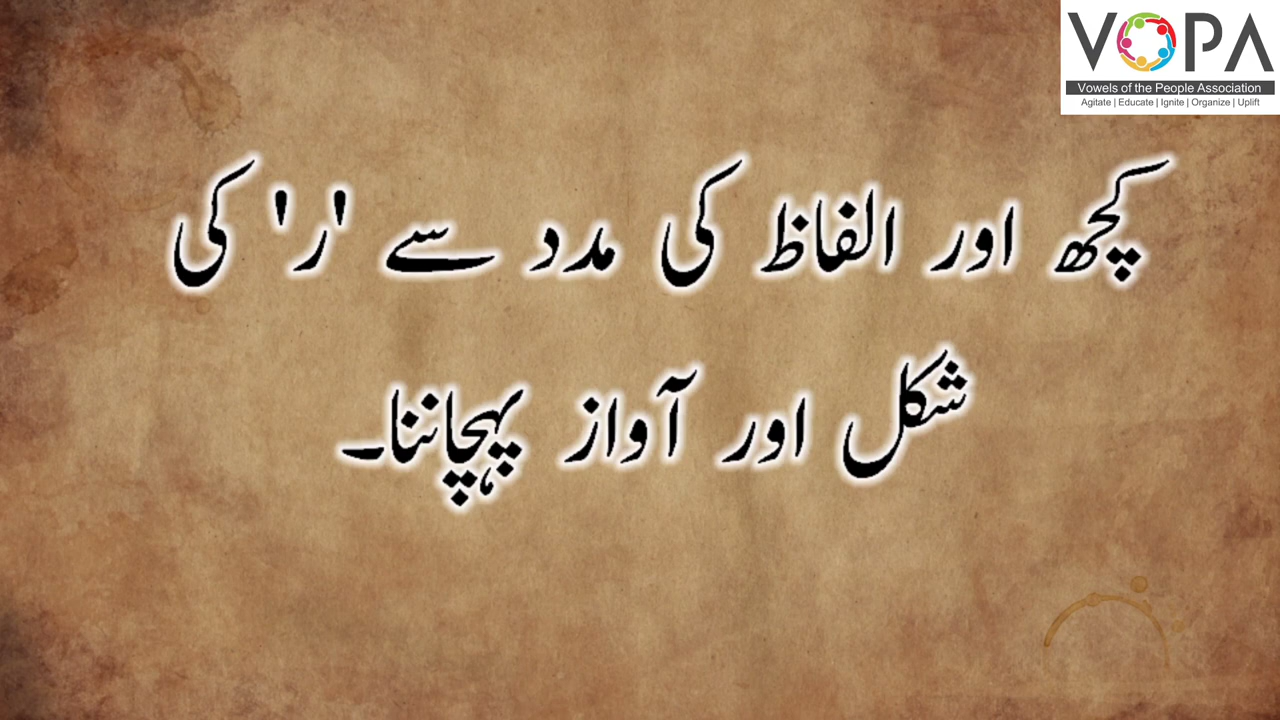 VOPA
Vowels of the People Association
Agitate | Educate | Ignite | Organize | Uplift
کچھ اور الفاظ کی مدد سے 'ر' کی
شکل اور آواز پہچاننا۔